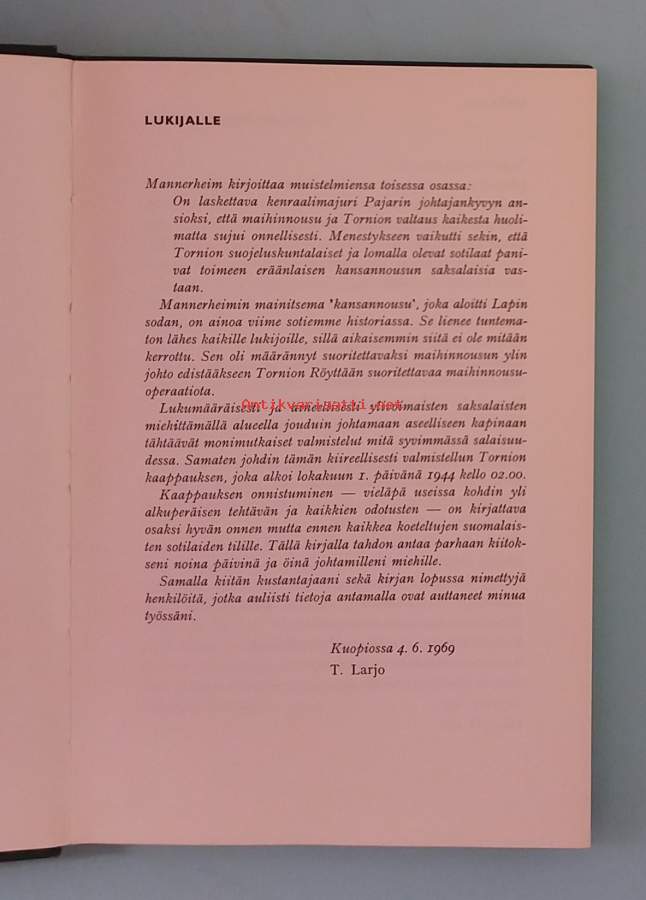 LUKIJALLE
Mannerheim kirjoittaa muistelmiensa toisessa osassa:
On laskettava kenraalimajuri Pajarin johtajankyvyn an-
sioksi, että maihinnousu ja Tornion valtaus kaikesta huoli-
matta sujui onnellisesti. Menestykseen vaikutti sekin, että
Tornion suojeluskuntalaiset ja lomalla olevat sotilaat pani-
vat toimeen eräänlaisen kansannousun saksalaisia vas-
taan.
Mannerheimin mainitsema 'kansannousu', joka aloitti Lapin
sodan, on ainoa viime sotiemme historiassa. Se lienee tuntema-
ton lähes kaikille lukijoille, sillä aikaisemmin siitä ei ole mitään
kerrottu. Sen oli määrännyt suoritettavaksi maihinnousun ylin
johto edistääkseen Tornion Röyttään suoritettavaa maihinnousu-
operaatiota.
Antikvariaatti.net
Lukumääräisesti ja aineellisesti ylivoimaisten saksalaisten
miehittämällä alueella jouduin johtamaan aseelliseen kapinaan
tähtäävät monimutkaiset valmistelut mitä syvimmässä salaisuu-
dessa. Samaten johdin tämän kiireellisesti valmistellun Tornion
kaappauksen, joka alkoi lokakuun 1. päivänä 1944 kello 02.00.
Kaappauksen onnistuminen — vieläpä useissa kohdin yli
alkuperäisen tehtävän ja kaikkien odotusten — on kirjattava
osaksi hyvän onnen mutta ennen kaikkea koeteltujen suomalais-
ten sotilaiden tilille. Tällä kirjalla tahdon antaa parhaan kiitok-
seni noina päivinä ja öinä johtamilleni miehille.
Samalla kiitän kustantajaani sekä kirjan lopussa nimettyjä
henkilöitä, jotka auliisti tietoja antamalla ovat auttaneet minua
työssäni.
Kuopiossa 4. 6. 1969
T. Larjo